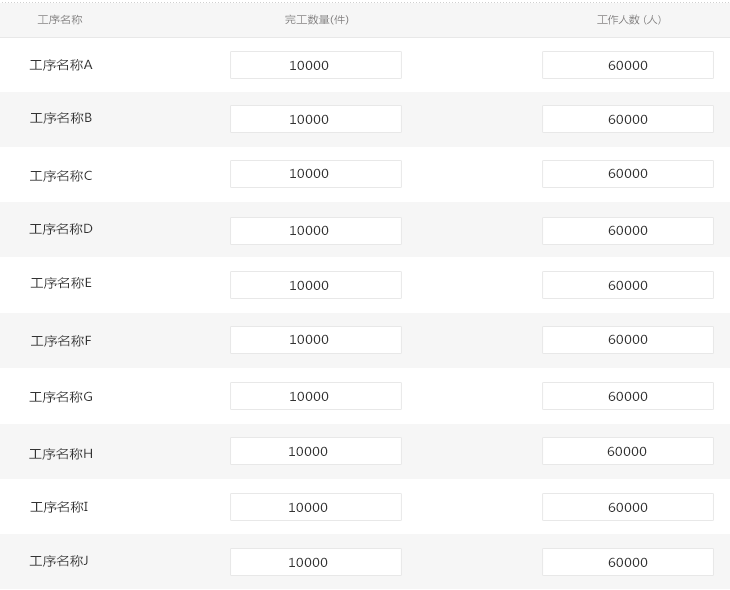 工序名称 完工数量(件) 工作人数 (人)
工序名称A 10000 60000
工序名称B 10000 60000
工序名称C 10000 60000
工序名称D 10000 60000
工序名称E 10000 60000
工序名称F 10000 60000
工序名称G 10000 60000
工序名称H 10000 60000
工序名称I 10000 60000
工序名称J 10000 60000